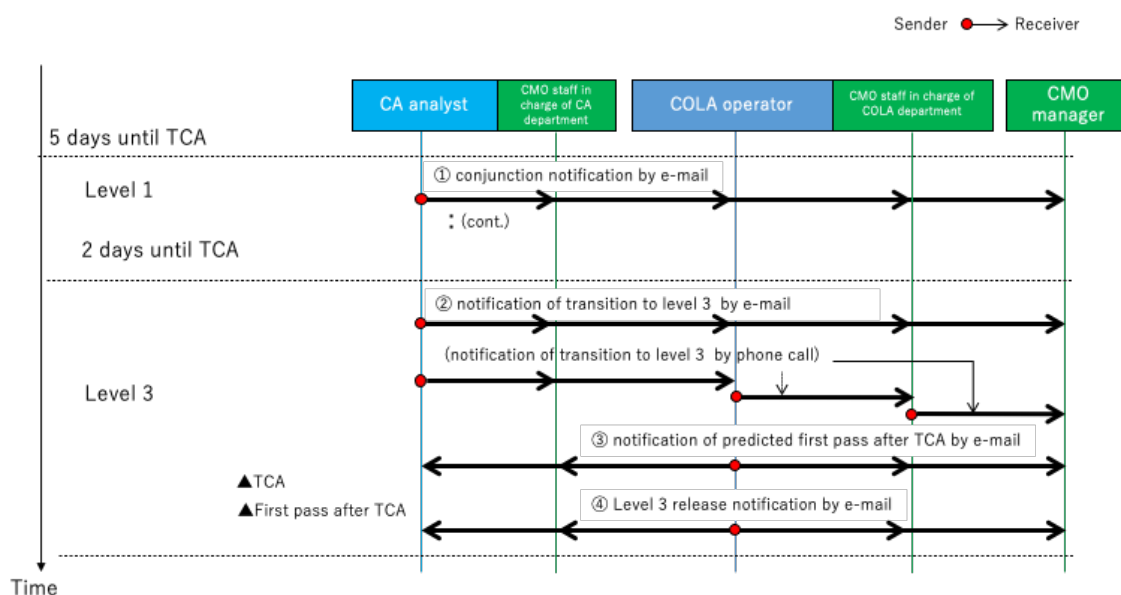 Sender
Receiver
CA analyst
CMO staff in
charge of CA
department
COLA operator
CMO staff in charge of
COLA department
CMO
manager
5 days until TCA
Level 1
① conjunction notification by e-mail
: (cont.)
2 days until TCA
② notification of transition to level 3 by e-mail
(notification of transition to level 3 by phone call)
Level 3
③ notification of predicted first pass after TCA by e-mail
▲TCA
④ Level 3 release notification by e-mail
▲First pass after TCA
Time